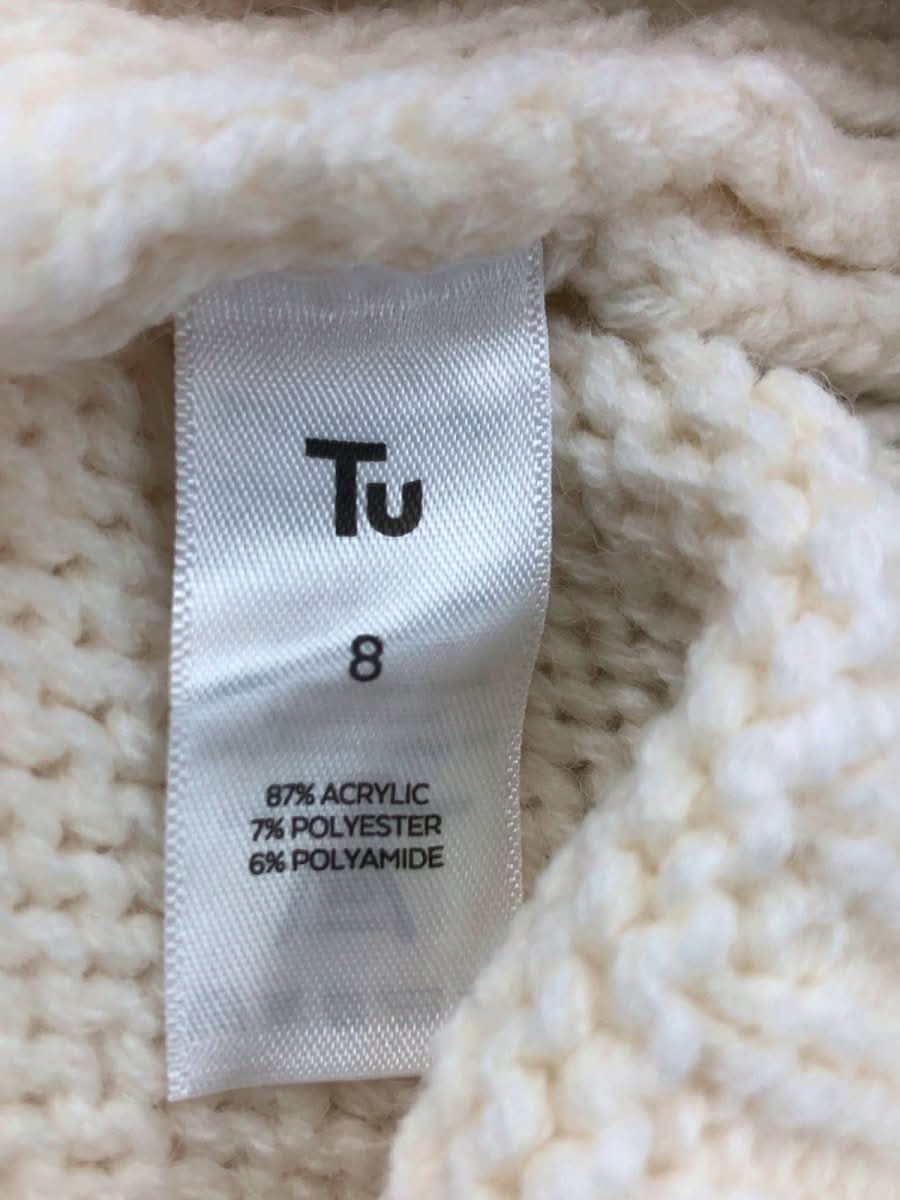 Tu
8
87% ACRYLIC
7% POLYESTER
6% POLYAMIDE